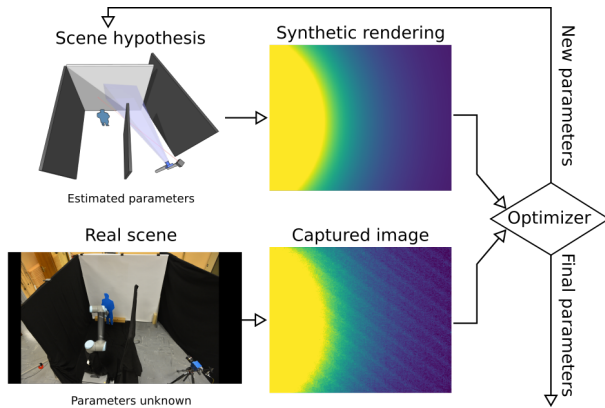 Scene hypothesis
Synthetic rendering
New parameters
Estimated parameters
Optimizer
Real scene
Captured image
Final parameters
Parameters unknown